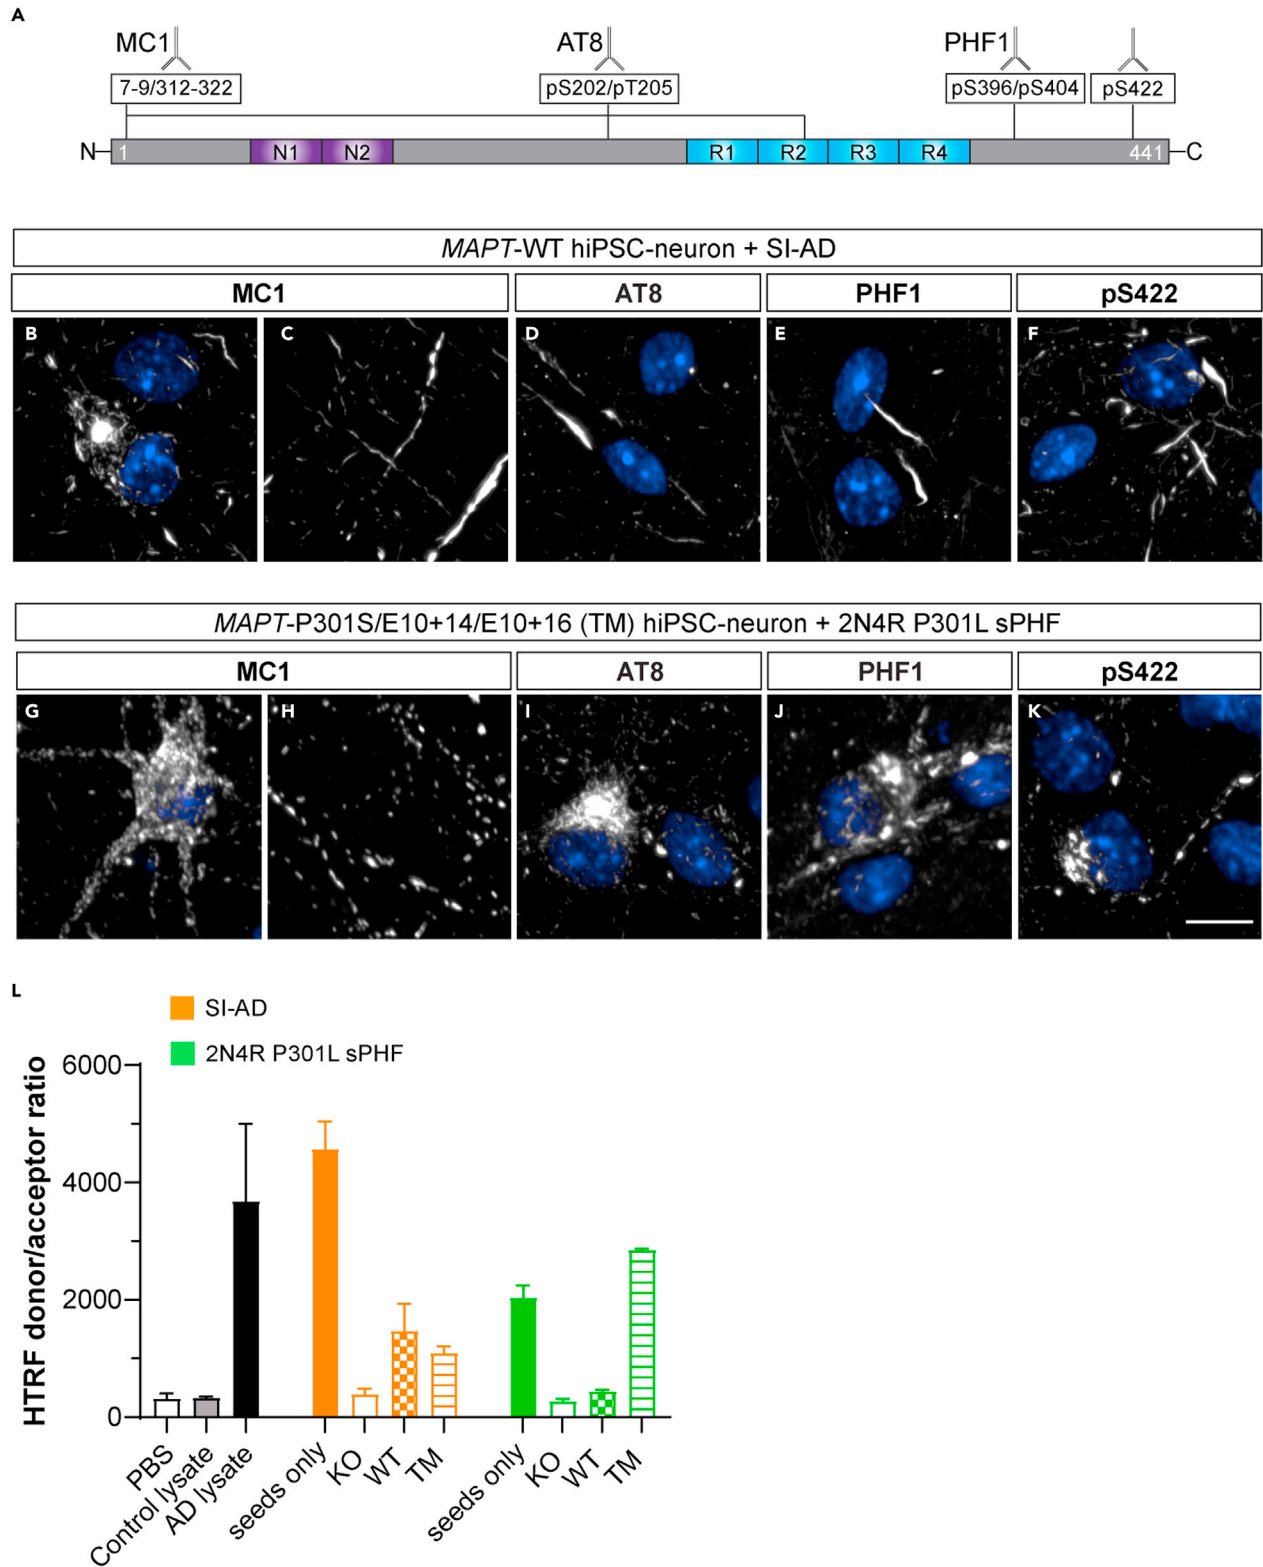 A
MC1 AT8 PHF1
7-9/312-322 pS202/pT205 pS396/pS404 pS422
N 1 N1 N2 R1 R2 R3 R4 441 C
MAPT-WT hiPSC-neuron + SI-AD
MC1 AT8 PHF1 pS422
B C D E F
MAPT-P301S/E10+14/E10+16 (TM) hiPSC-neuron + 2N4R P301L sPHF
MC1 AT8 PHF1 pS422
G H I J K
L
SI-AD
2N4R P301L sPHF
HTRF donor/acceptor ratio
6000
4000
2000
0
PBS
Control lysate
AD lysate
seeds only
KO
WT
TM
seeds only
KO
WT
TM